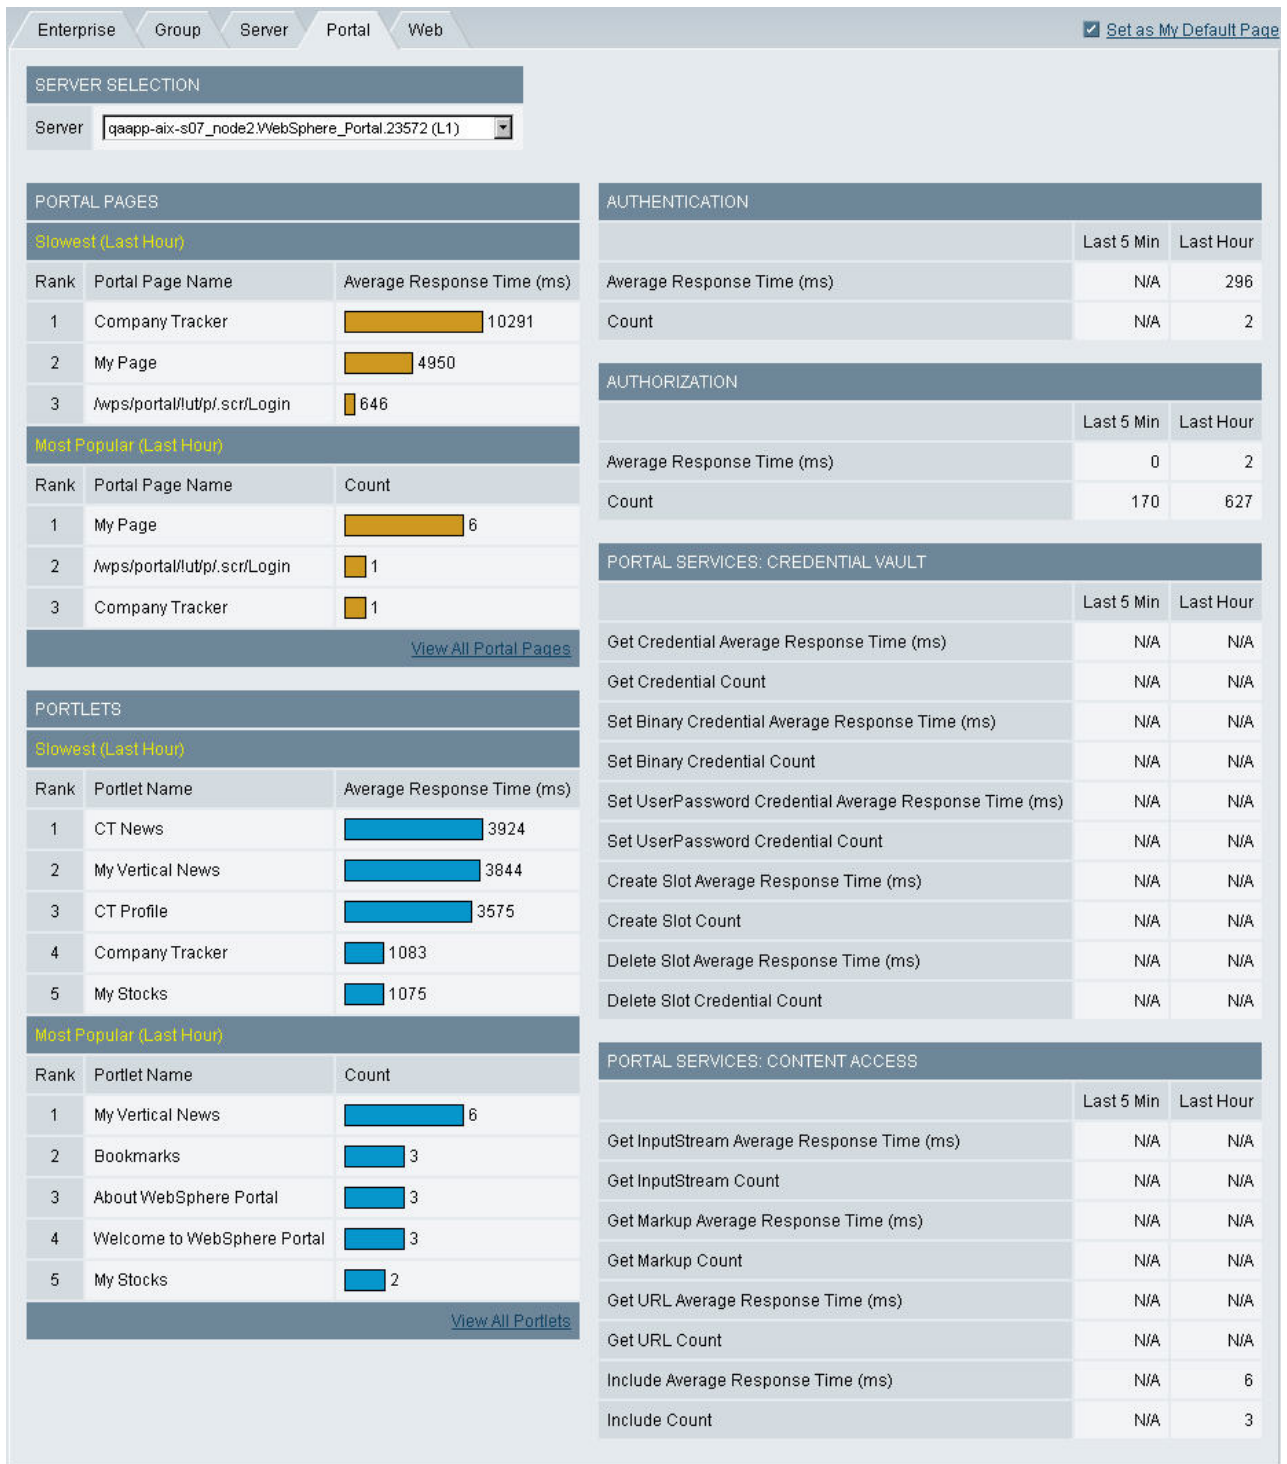 Enterprise Group Server Portal Web Set as My Default Page
SERVER SELECTION
Server qaapp-aix-s07_node2.WebSphere_Portal.23572 (L1)
PORTAL PAGES
Slowest (Last Hour)
Rank Portal Page Name Average Response Time (ms)
1 Company Tracker 10291
2 My Page 4950
3 /wps/portal/!ut/p/.scr/Login 646
Most Popular (Last Hour)
Rank Portal Page Name Count
1 My Page 6
2 /wps/portal/!ut/p/.scr/Login 1
3 Company Tracker 1
View All Portal Pages
PORTLETS
Slowest (Last Hour)
Rank Portlet Name Average Response Time (ms)
1 CT News 3924
2 My Vertical News 3844
3 CT Profile 3575
4 Company Tracker 1083
5 My Stocks 1075
Most Popular (Last Hour)
Rank Portlet Name Count
1 My Vertical News 6
2 Bookmarks 3
3 About WebSphere Portal 3
4 Welcome to WebSphere Portal 3
5 My Stocks 2
View All Portlets
AUTHENTICATION
Last 5 Min Last Hour
Average Response Time (ms) N/A 296
Count N/A 2
AUTHORIZATION
Last 5 Min Last Hour
Average Response Time (ms) 0 2
Count 170 627
PORTAL SERVICES: CREDENTIAL VAULT
Last 5 Min Last Hour
Get Credential Average Response Time (ms) N/A N/A
Get Credential Count N/A N/A
Set Binary Credential Average Response Time (ms) N/A N/A
Set Binary Credential Count N/A N/A
Set UserPassword Credential Average Response Time (ms) N/A N/A
Set UserPassword Credential Count N/A N/A
Create Slot Average Response Time (ms) N/A N/A
Create Slot Count N/A N/A
Delete Slot Average Response Time (ms) N/A N/A
Delete Slot Credential Count N/A N/A
PORTAL SERVICES: CONTENT ACCESS
Last 5 Min Last Hour
Get InputStream Average Response Time (ms) N/A N/A
Get InputStream Count N/A N/A
Get Markup Average Response Time (ms) N/A N/A
Get Markup Count N/A N/A
Get URL Average Response Time (ms) N/A N/A
Get URL Count N/A N/A
Include Average Response Time (ms) N/A 6
Include Count N/A 3